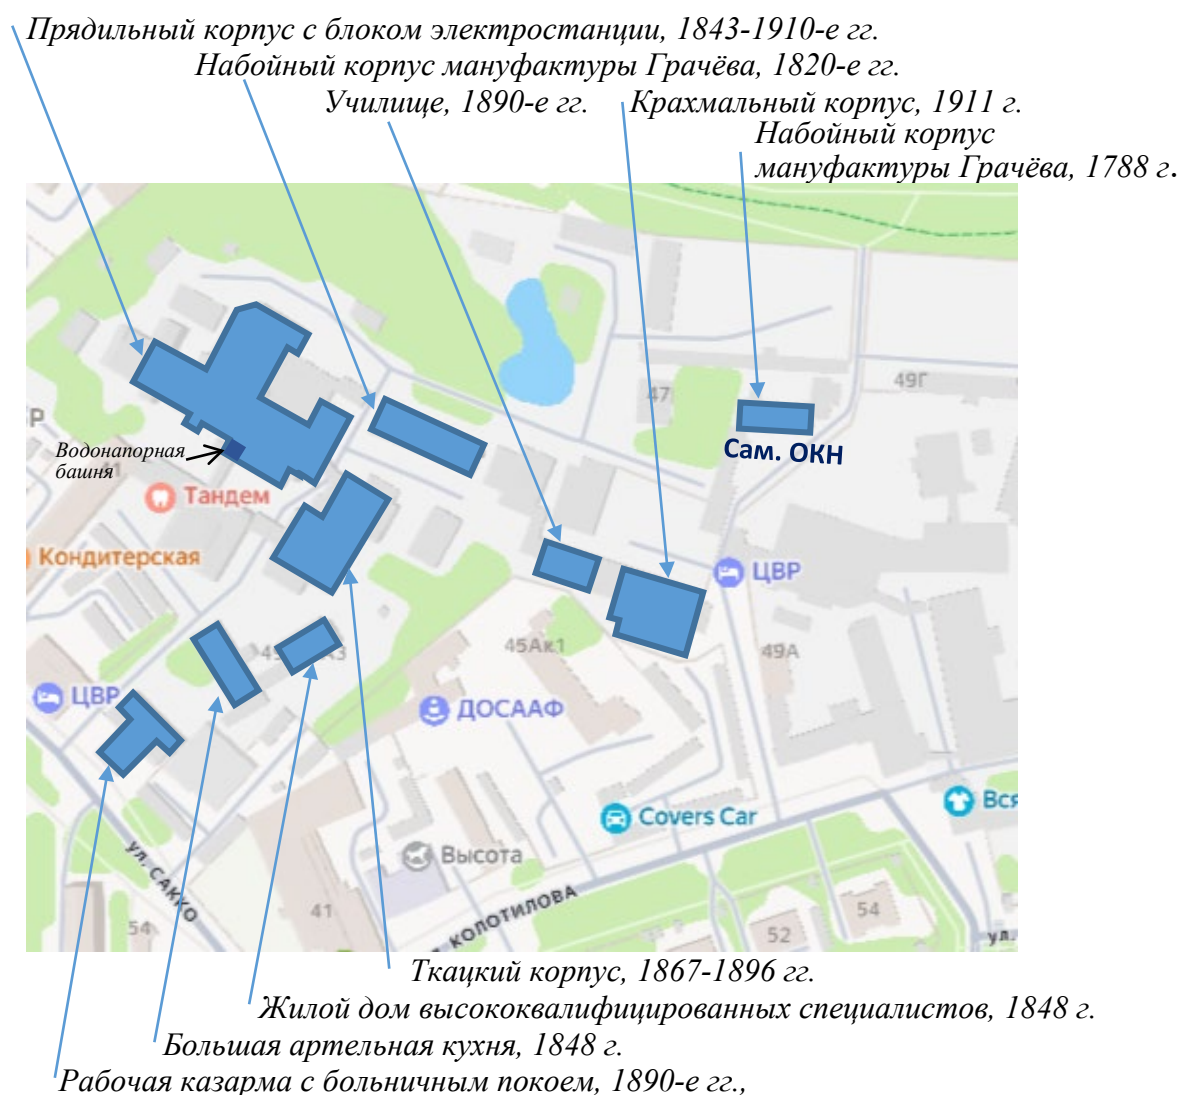 Прядильный корпус с блоком электростанции, 1843-1910-е гг.
Набойный корпус мануфактуры Грачёва, 1820-е гг.
Училище, 1890-е гг.
Крахмальный корпус, 1911 г.
Набойный корпус
мануфактуры Грачёва, 1788 г.
49Г
47
Р
Сам. ОКН
Водонапорная
башня
41
Тандем
Кондитерская
ЦВР
45Ак1
49А
ЦВР
ДОСААФ
Вся
Covers Car
Высота
ул. САККО
КОЛОТИЛОВА
41
54
54
52
ул.
Ткацкий корпус, 1867-1896 гг.
Жилой дом высококвалифицированных специалистов, 1848 г.
Большая артельная кухня, 1848 г.
Рабочая казарма с больничным покоем, 1890-е гг.,